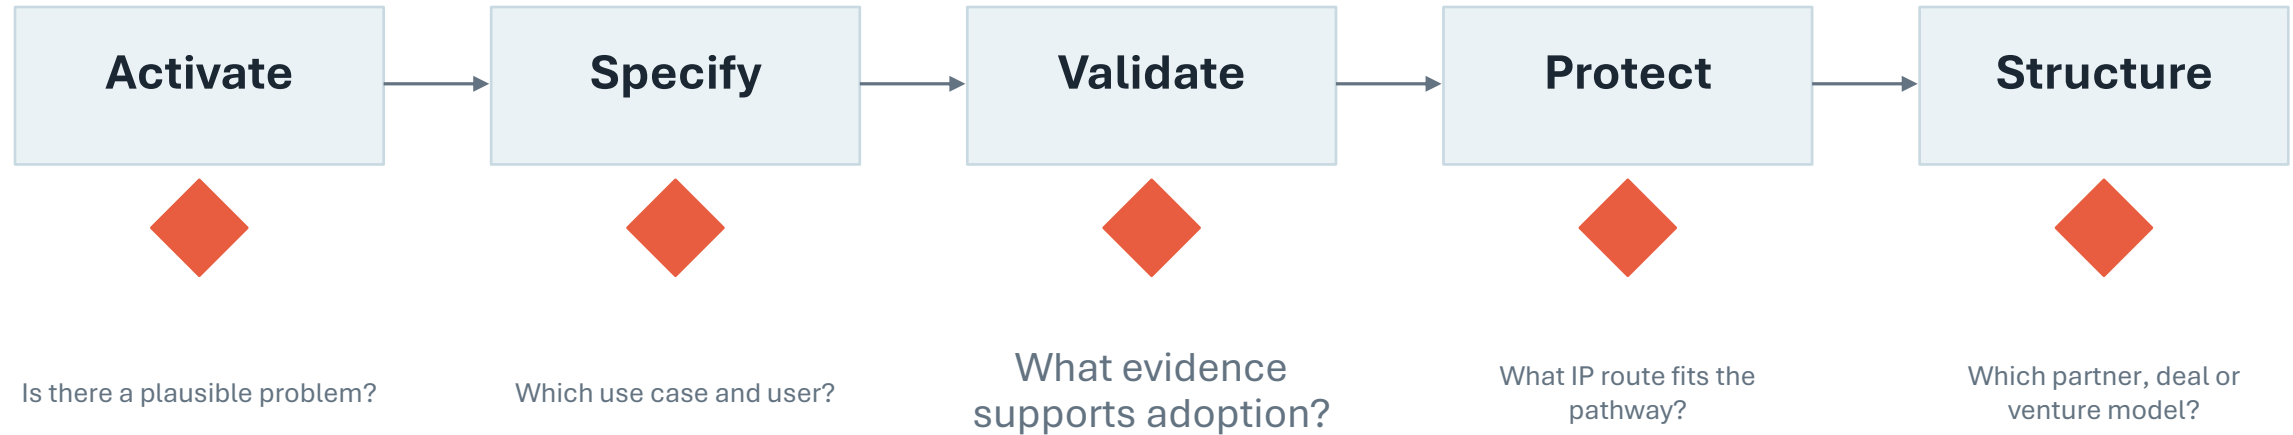 Activate
Specify
Validate
Protect
Structure
Is there a plausible problem?
Which use case and user?
What evidence
supports adoption?
What IP route fits the
pathway?
Which partner, deal or
venture model?